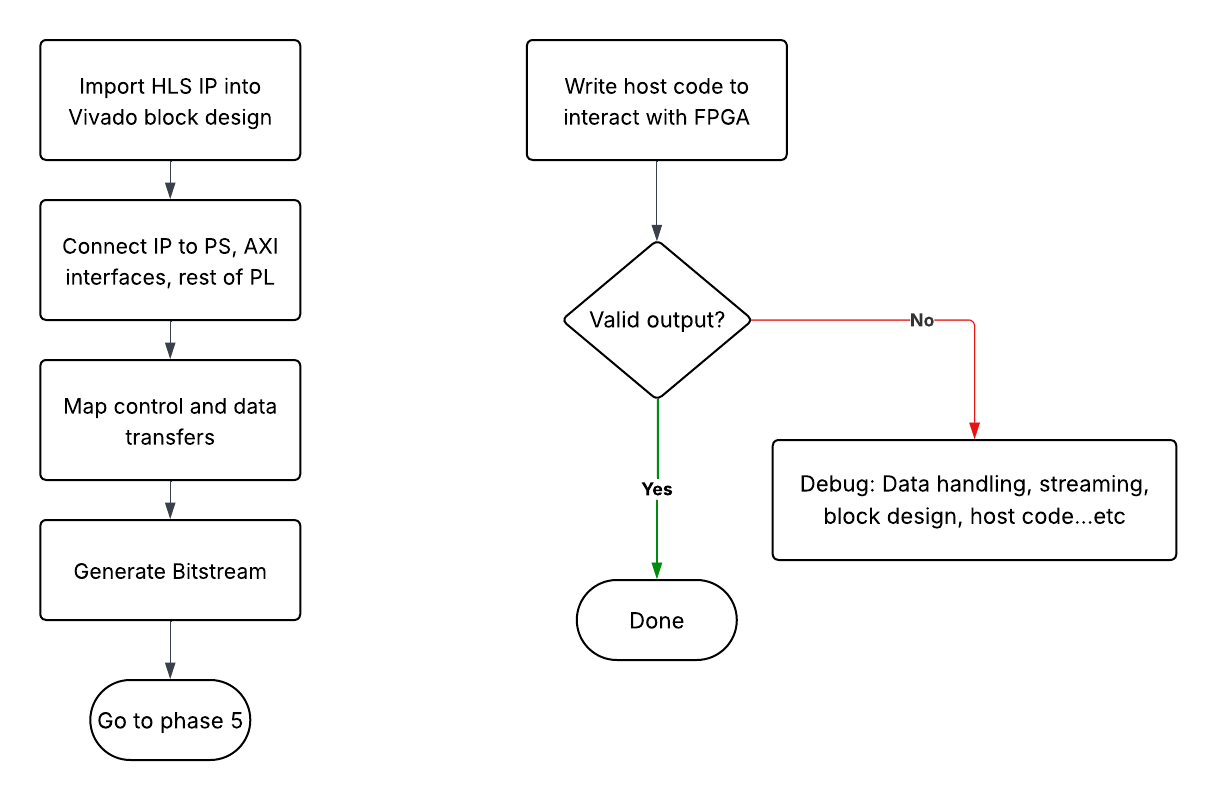 Import HLS IP into
Vivado block design
Connect IP to PS, AXI
interfaces, rest of PL
Map control and data
transfers
Generate Bitstream
Go to phase 5
Write host code to
interact with FPGA
Valid output?
No
Yes
Debug: Data handling, streaming,
block design, host code...etc
Done